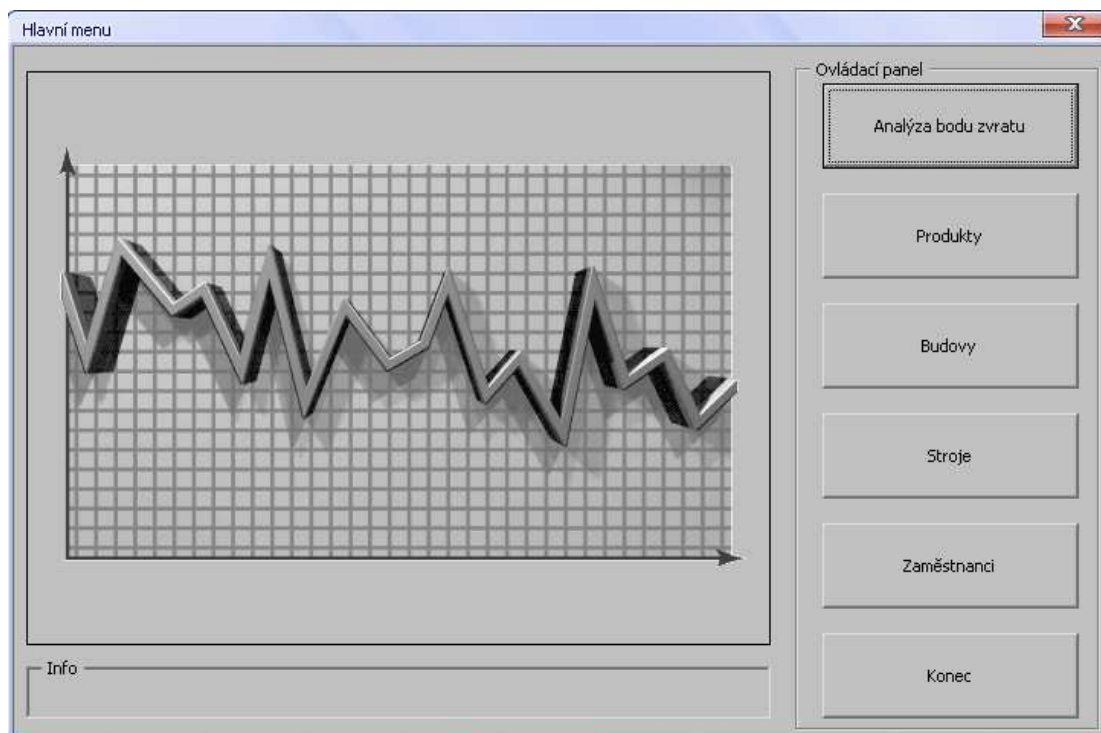 Hlavní menu
Ovládací panel
Analýza bodu zvratu
Produkty
Budovy
Stroje
Zaměstnanci
Konec
Info